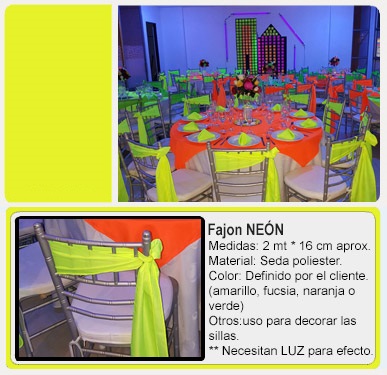 Fajon NEÓN
Medidas: 2 mt * 16 cm aprox.
Material: Seda poliester.
Color: Definido por el cliente.
(amarillo, fucsia, naranja o
verde)
Otros:uso para decorar las
sillas.
** Necesitan LUZ para efecto.